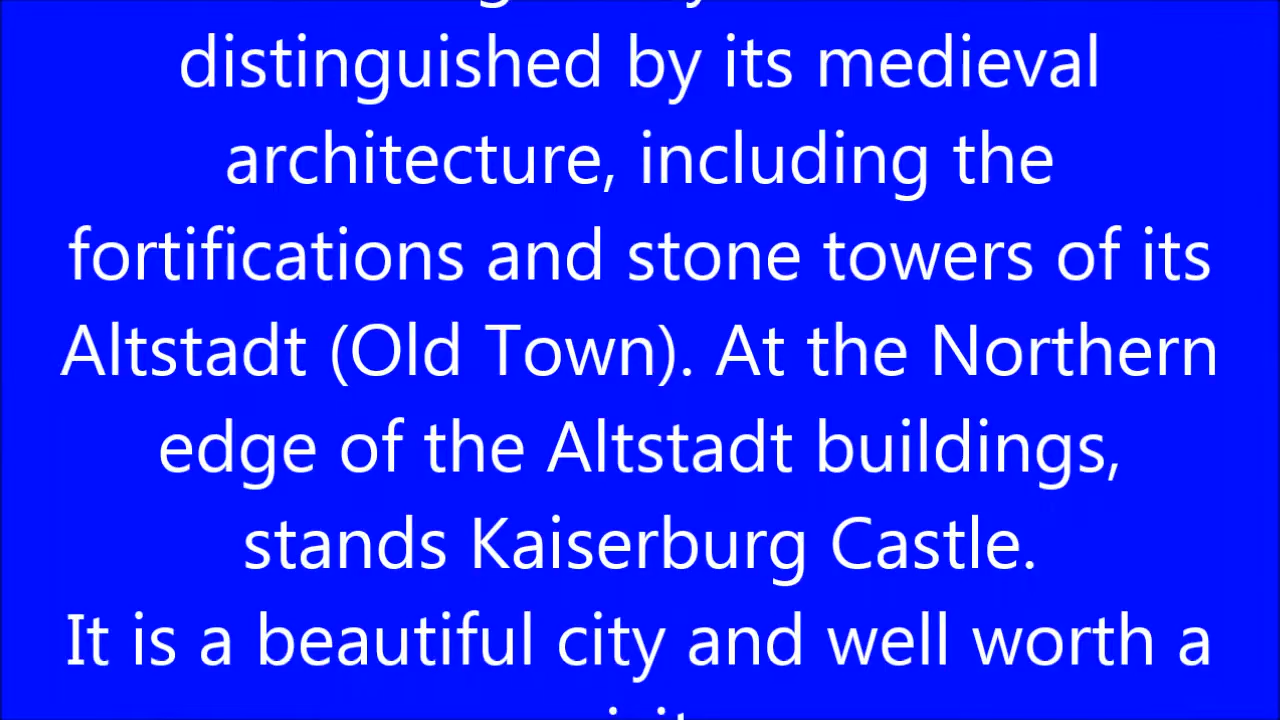 distinguished by its medieval
architecture, including the
fortifications and stone towers of its
Altstadt (Old Town). At the Northern
edge of the Altstadt buildings,
stands Kaiserburg Castle.
It is a beautiful city and well worth a